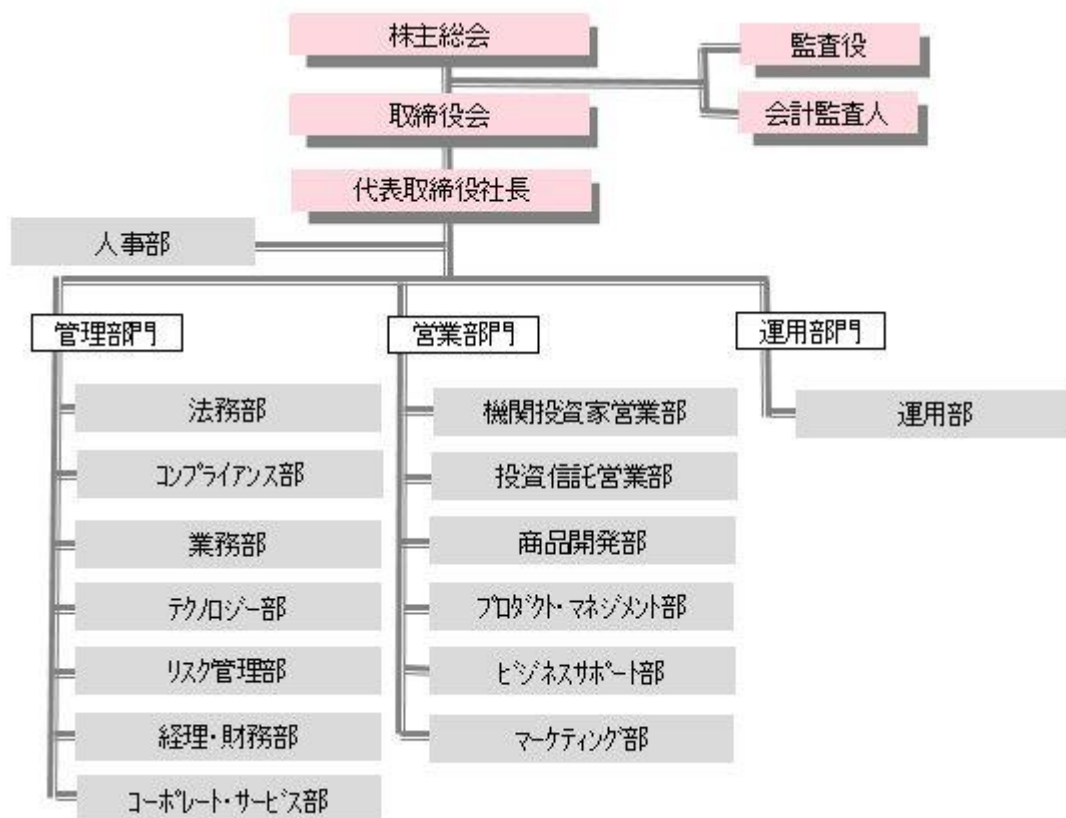 株主総会
監査役
取締役会
会計監査人
代表取締役社長
人事部
管理部門
営業部門
運用部門
法務部
機関投資家営業部
運用部
コンプライアンス部
投資信託営業部
業務部
商品開発部
テクノロジー部
プロダクト・マネジメント部
リスク管理部
ビジネスサポート部
経理・財務部
マーケティング部
コーポレート・サービス部